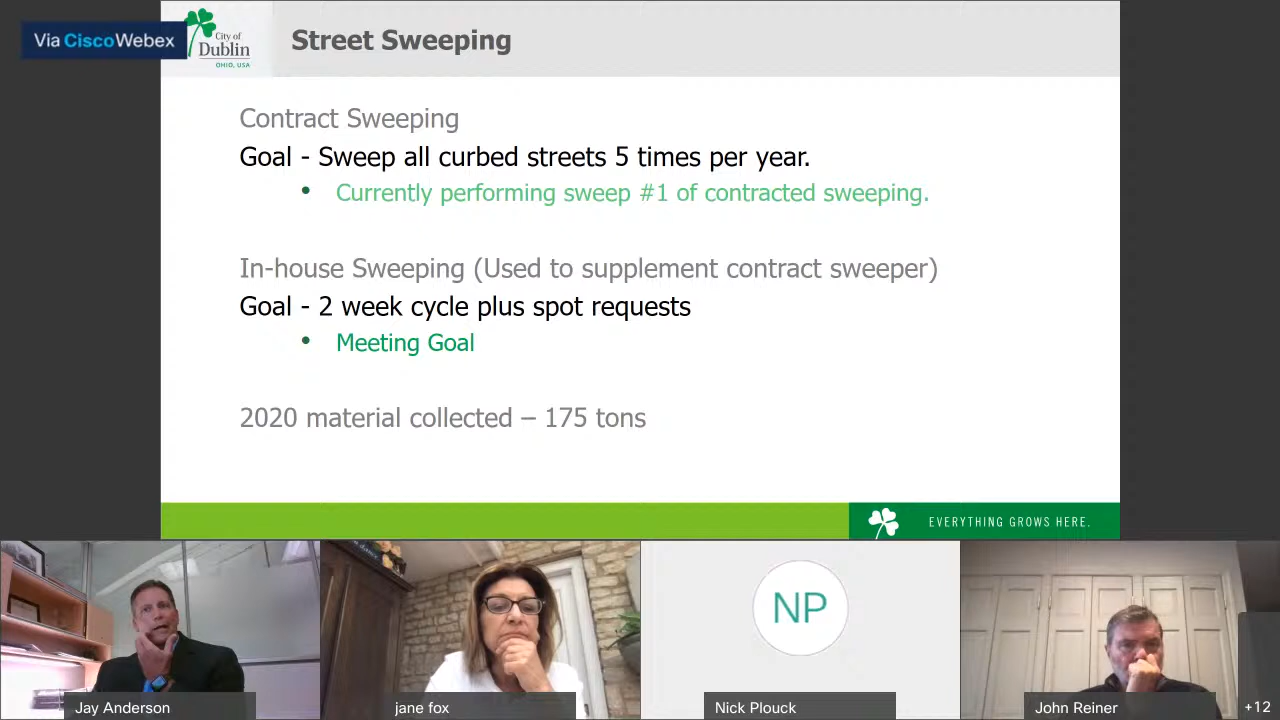 Via CiscoWebex
City of
Dublin
OHIO, USA
Street Sweeping
Contract Sweeping
Goal - Sweep all curbed streets 5 times per year.
• Currently performing sweep #1 of contracted sweeping.
In-house Sweeping (Used to supplement contract sweeper)
Goal - 2 week cycle plus spot requests
• Meeting Goal
2020 material collected – 175 tons
EVERYTHING GROWS HERE.
NP
Jay Anderson
jane fox
Nick Plouck
John Reiner
+12